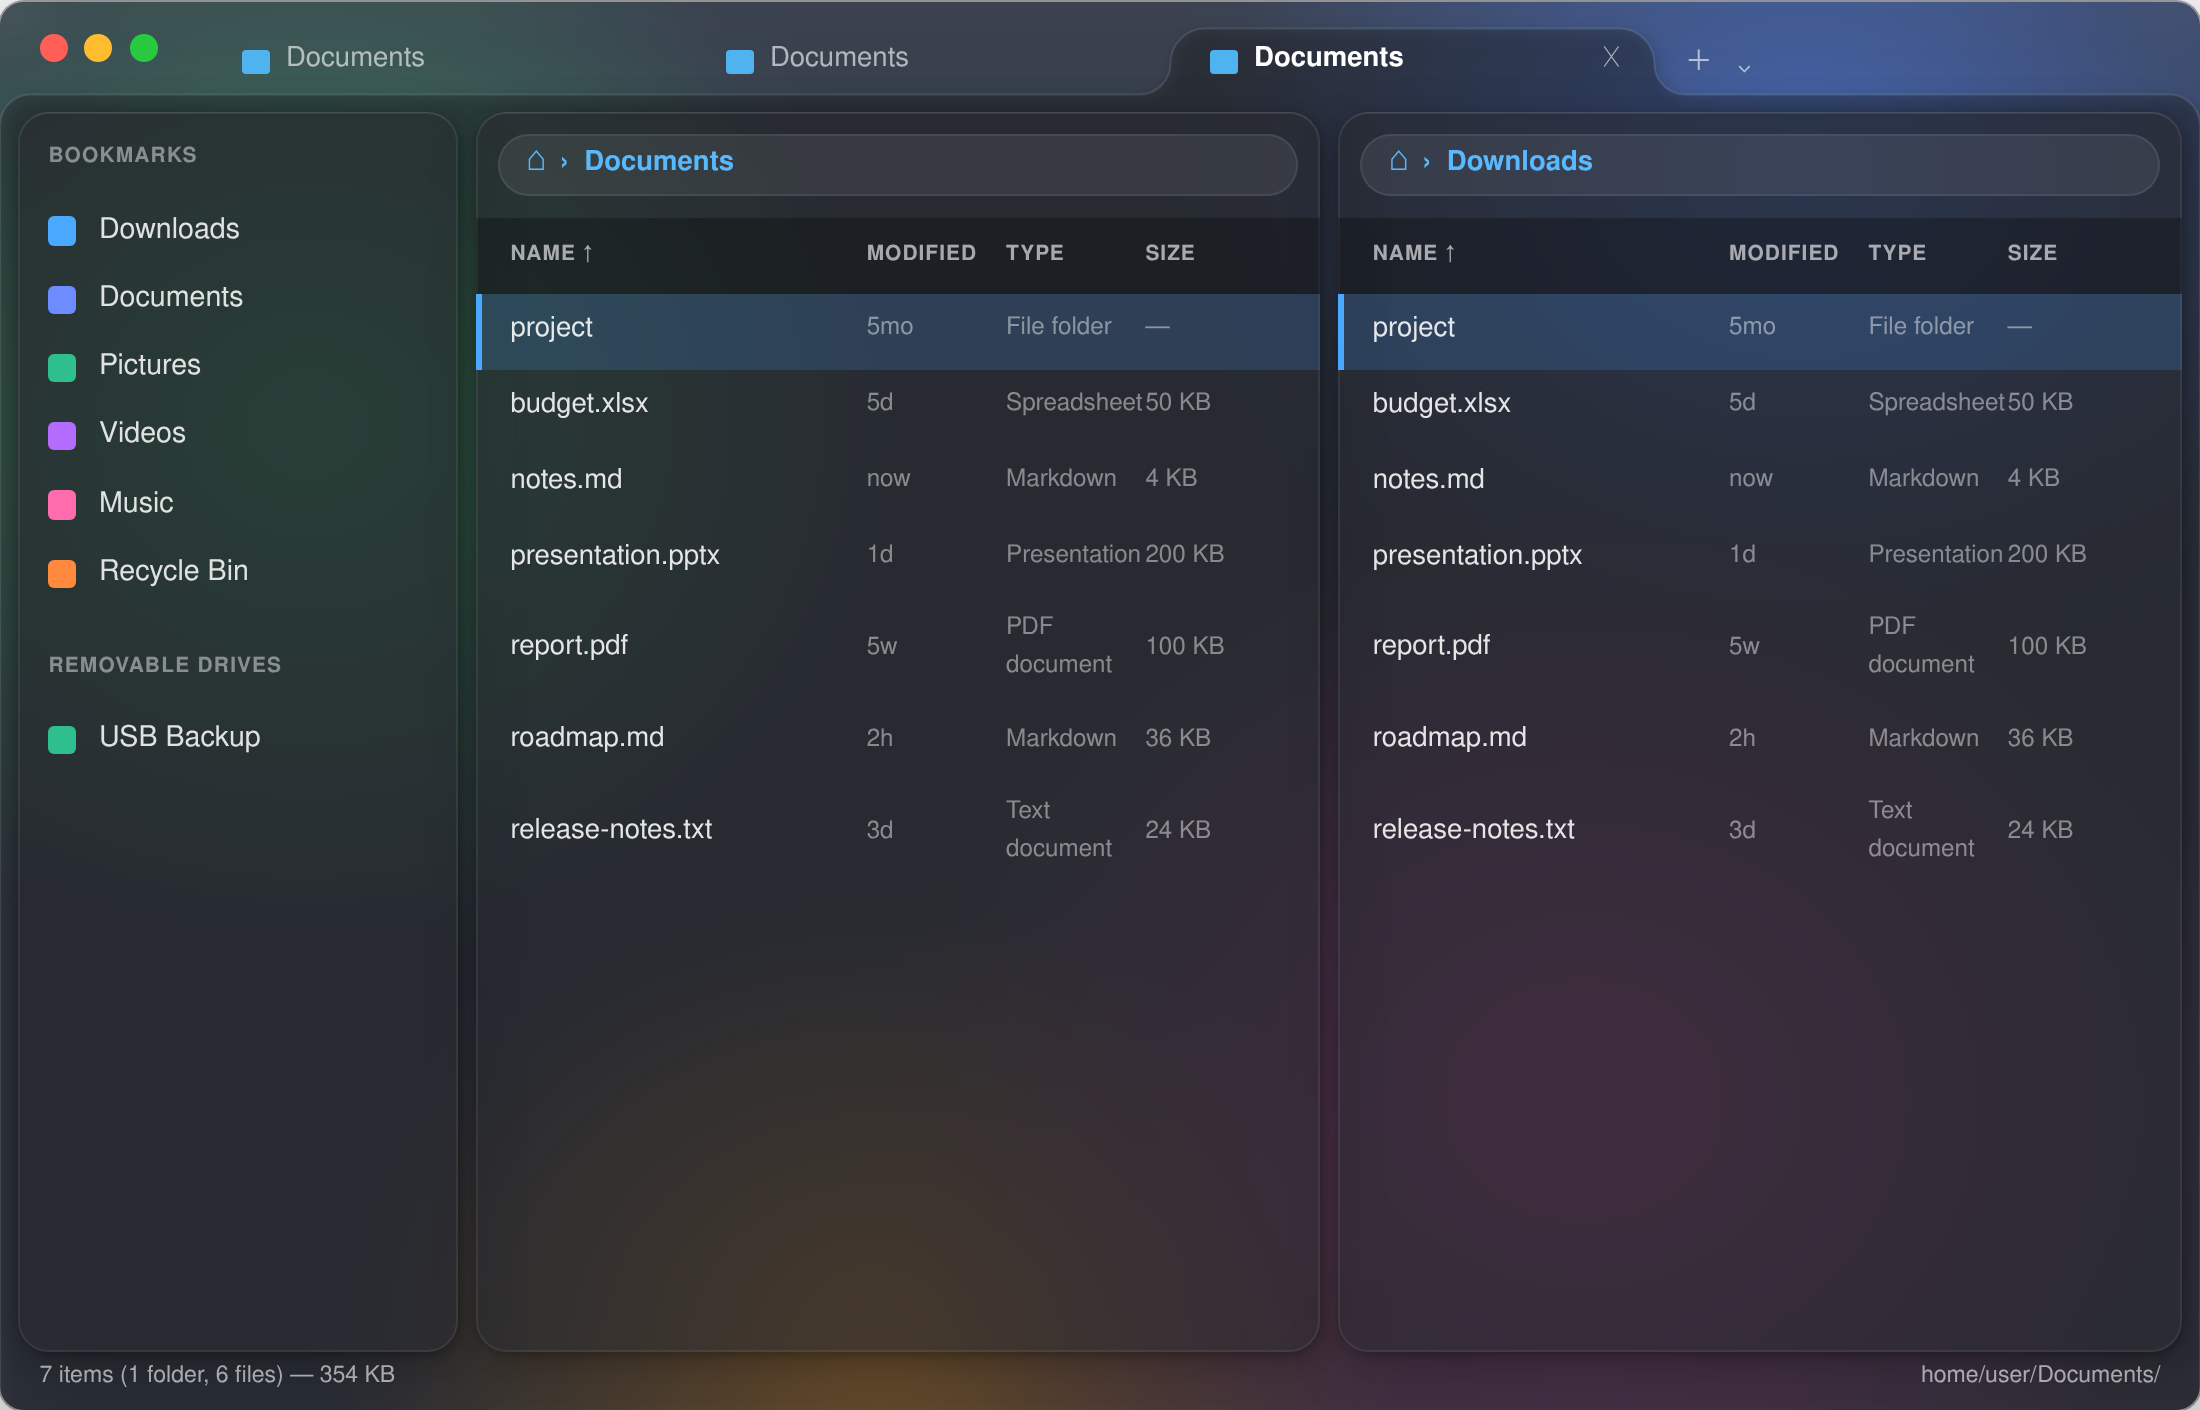 Documents
Documents
Documents X + ⌄
BOOKMARKS
Downloads
Documents
Pictures
Videos
Music
Recycle Bin
REMOVABLE DRIVES
USB Backup
⌂ › Documents
NAME ↑ MODIFIED TYPE SIZE
project 5mo File folder —
budget.xlsx 5d Spreadsheet 50 KB
notes.md now Markdown 4 KB
presentation.pptx 1d Presentation 200 KB
report.pdf 5w PDF document 100 KB
roadmap.md 2h Markdown 36 KB
release-notes.txt 3d Text document 24 KB
⌂ › Downloads
NAME ↑ MODIFIED TYPE SIZE
project 5mo File folder —
budget.xlsx 5d Spreadsheet 50 KB
notes.md now Markdown 4 KB
presentation.pptx 1d Presentation 200 KB
report.pdf 5w PDF document 100 KB
roadmap.md 2h Markdown 36 KB
release-notes.txt 3d Text document 24 KB
7 items (1 folder, 6 files) — 354 KB
home/user/Documents/